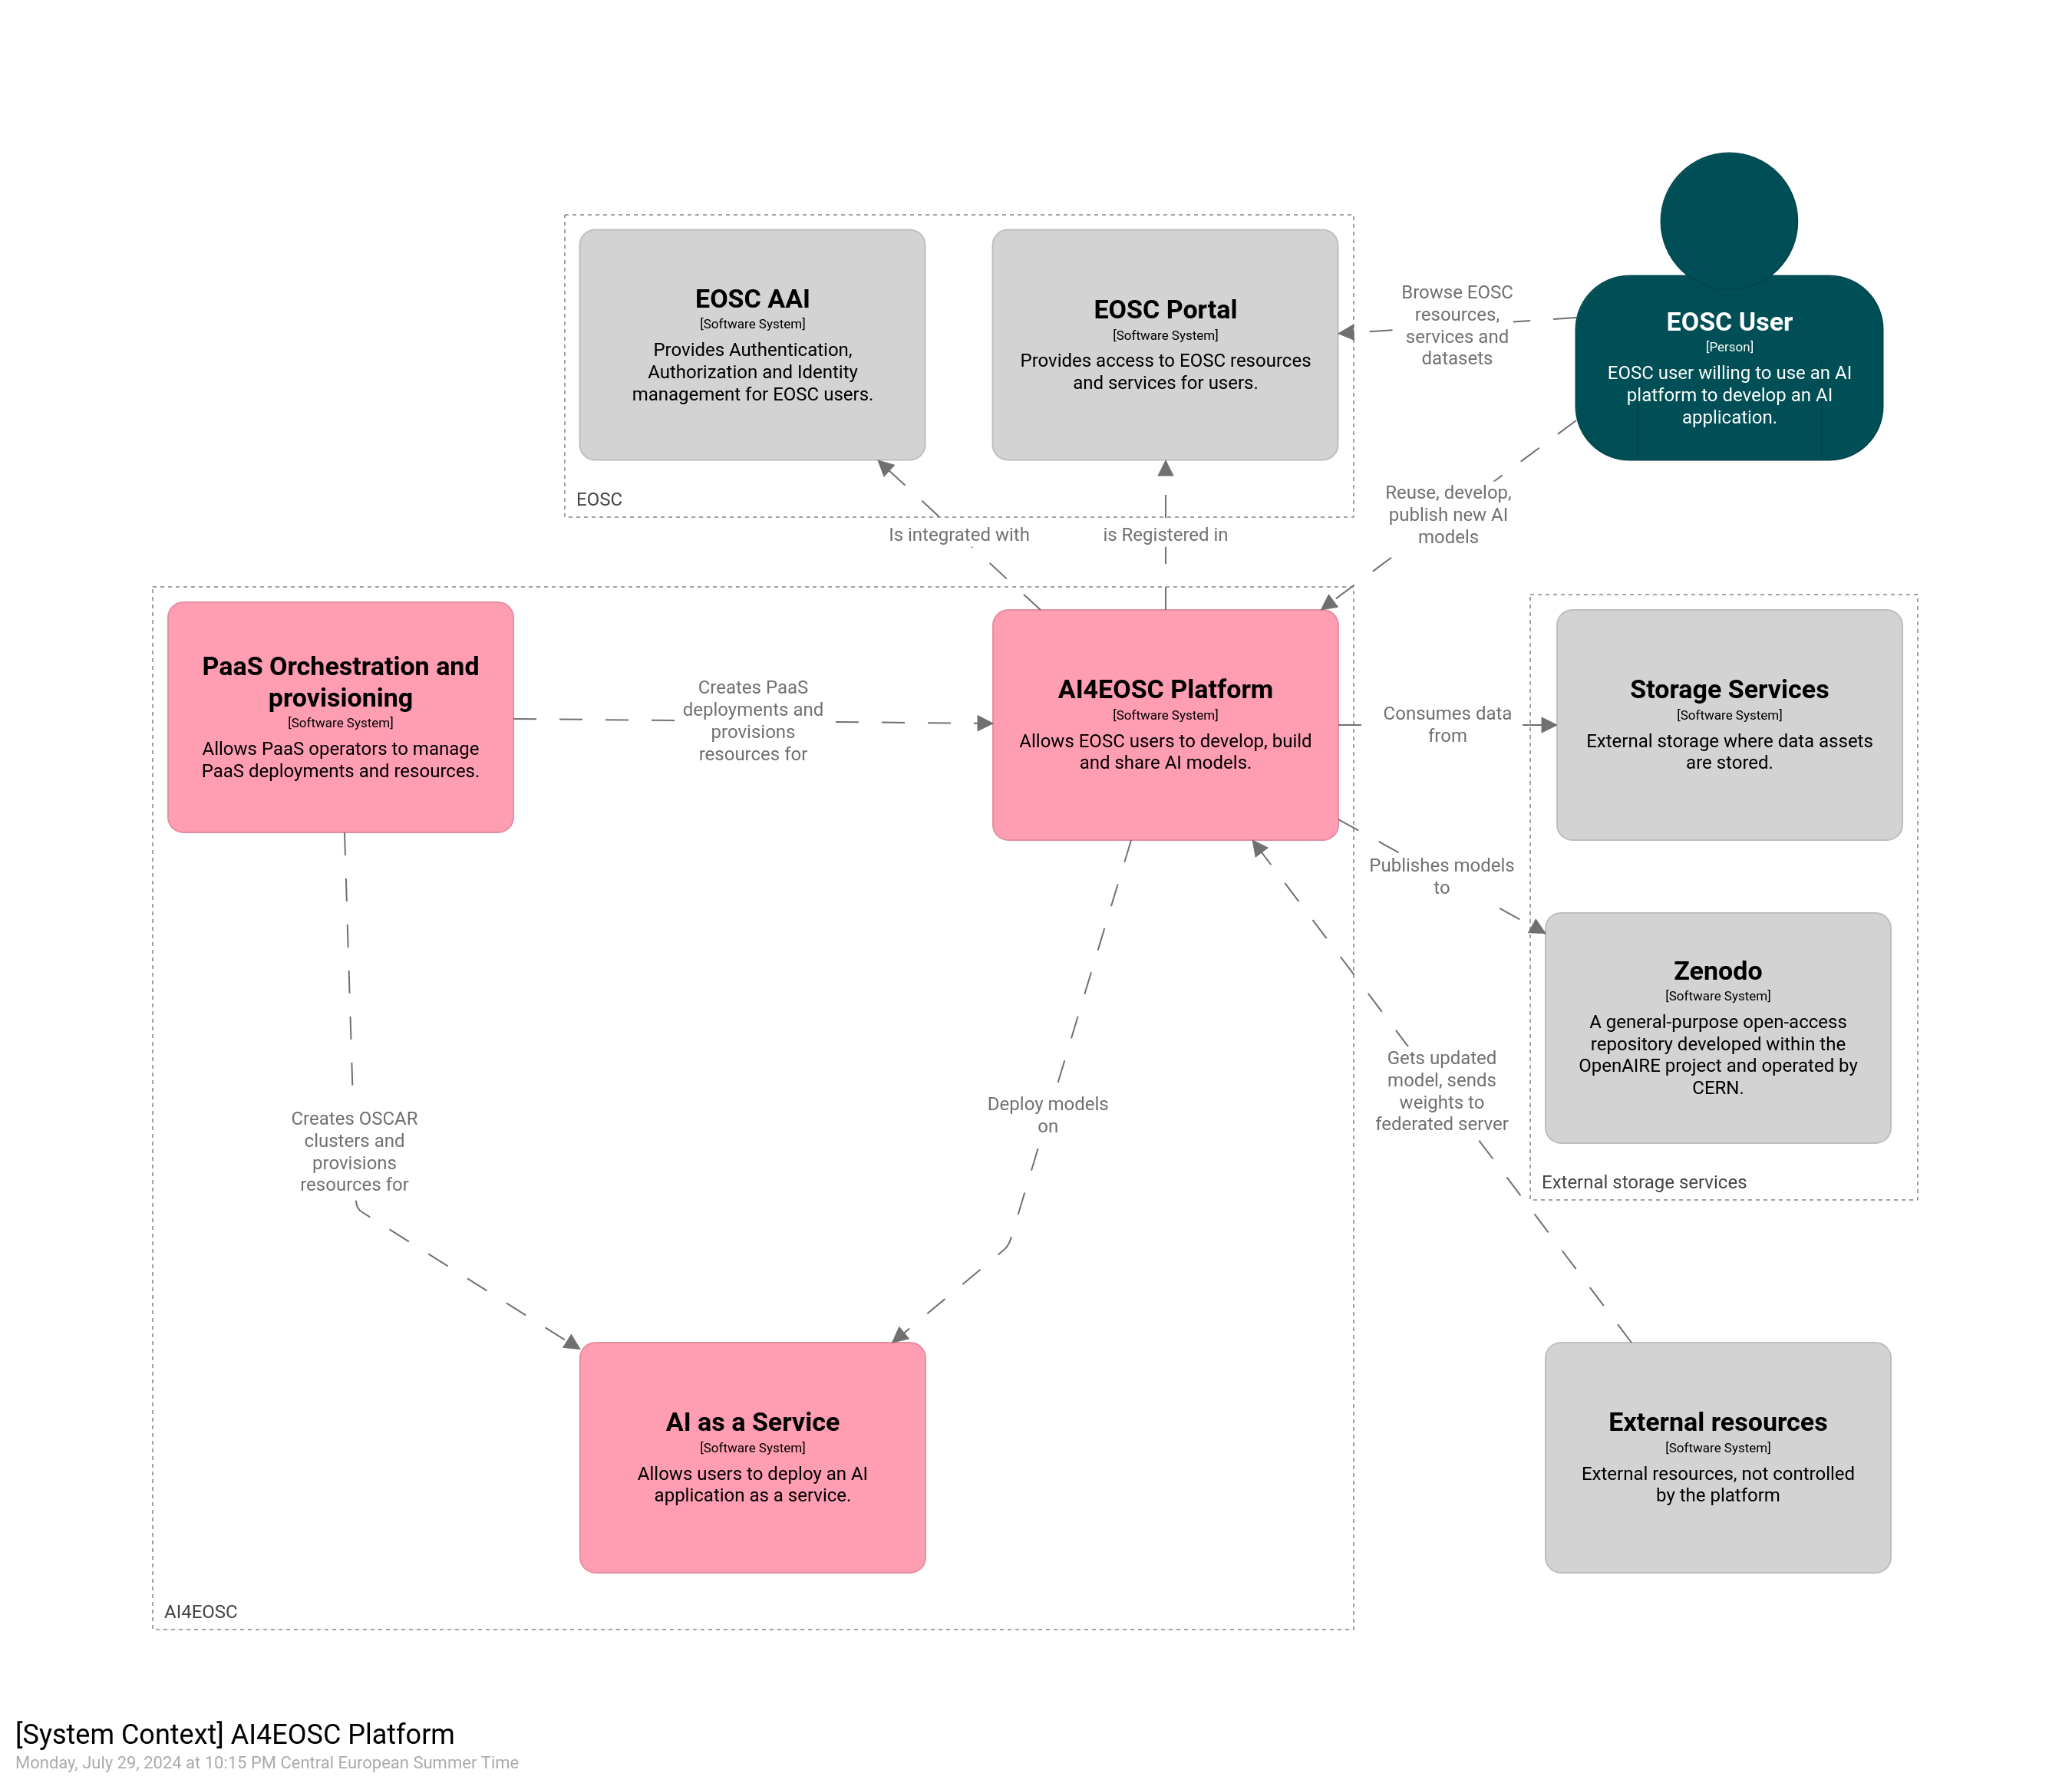 EOSC AAI
[Software System]
Provides Authentication,
Authorization and Identity
management for EOSC users.
EOSC Portal
[Software System]
Provides access to EOSC resources
and services for users.
Browse EOSC
resources,
services and
datasets
EOSC User
[Person]
EOSC user willing to use an AI
platform to develop an AI
application.
EOSC
Is integrated with
is Registered in
Reuse, develop,
publish new AI
models
PaaS Orchestration and
provisioning
[Software System]
Allows PaaS operators to manage
PaaS deployments and resources.
Creates PaaS
deployments and
provisions
resources for
AI4EOSC Platform
[Software System]
Allows EOSC users to develop, build
and share AI models.
Consumes data
from
Storage Services
[Software System]
External storage where data assets
are stored.
Publishes models
to
Zenodo
[Software System]
A general-purpose open-access
repository developed within the
OpenAIRE project and operated by
CERN.
Gets updated
model, sends
weights to
federated server
External storage services
Creates OSCAR
clusters and
provisions
resources for
Deploy models
on
AI as a Service
[Software System]
Allows users to deploy an AI
application as a service.
External resources
[Software System]
External resources, not controlled
by the platform
AI4EOSC
[System Context] AI4EOSC Platform
Monday, July 29, 2024 at 10:15 PM Central European Summer Time